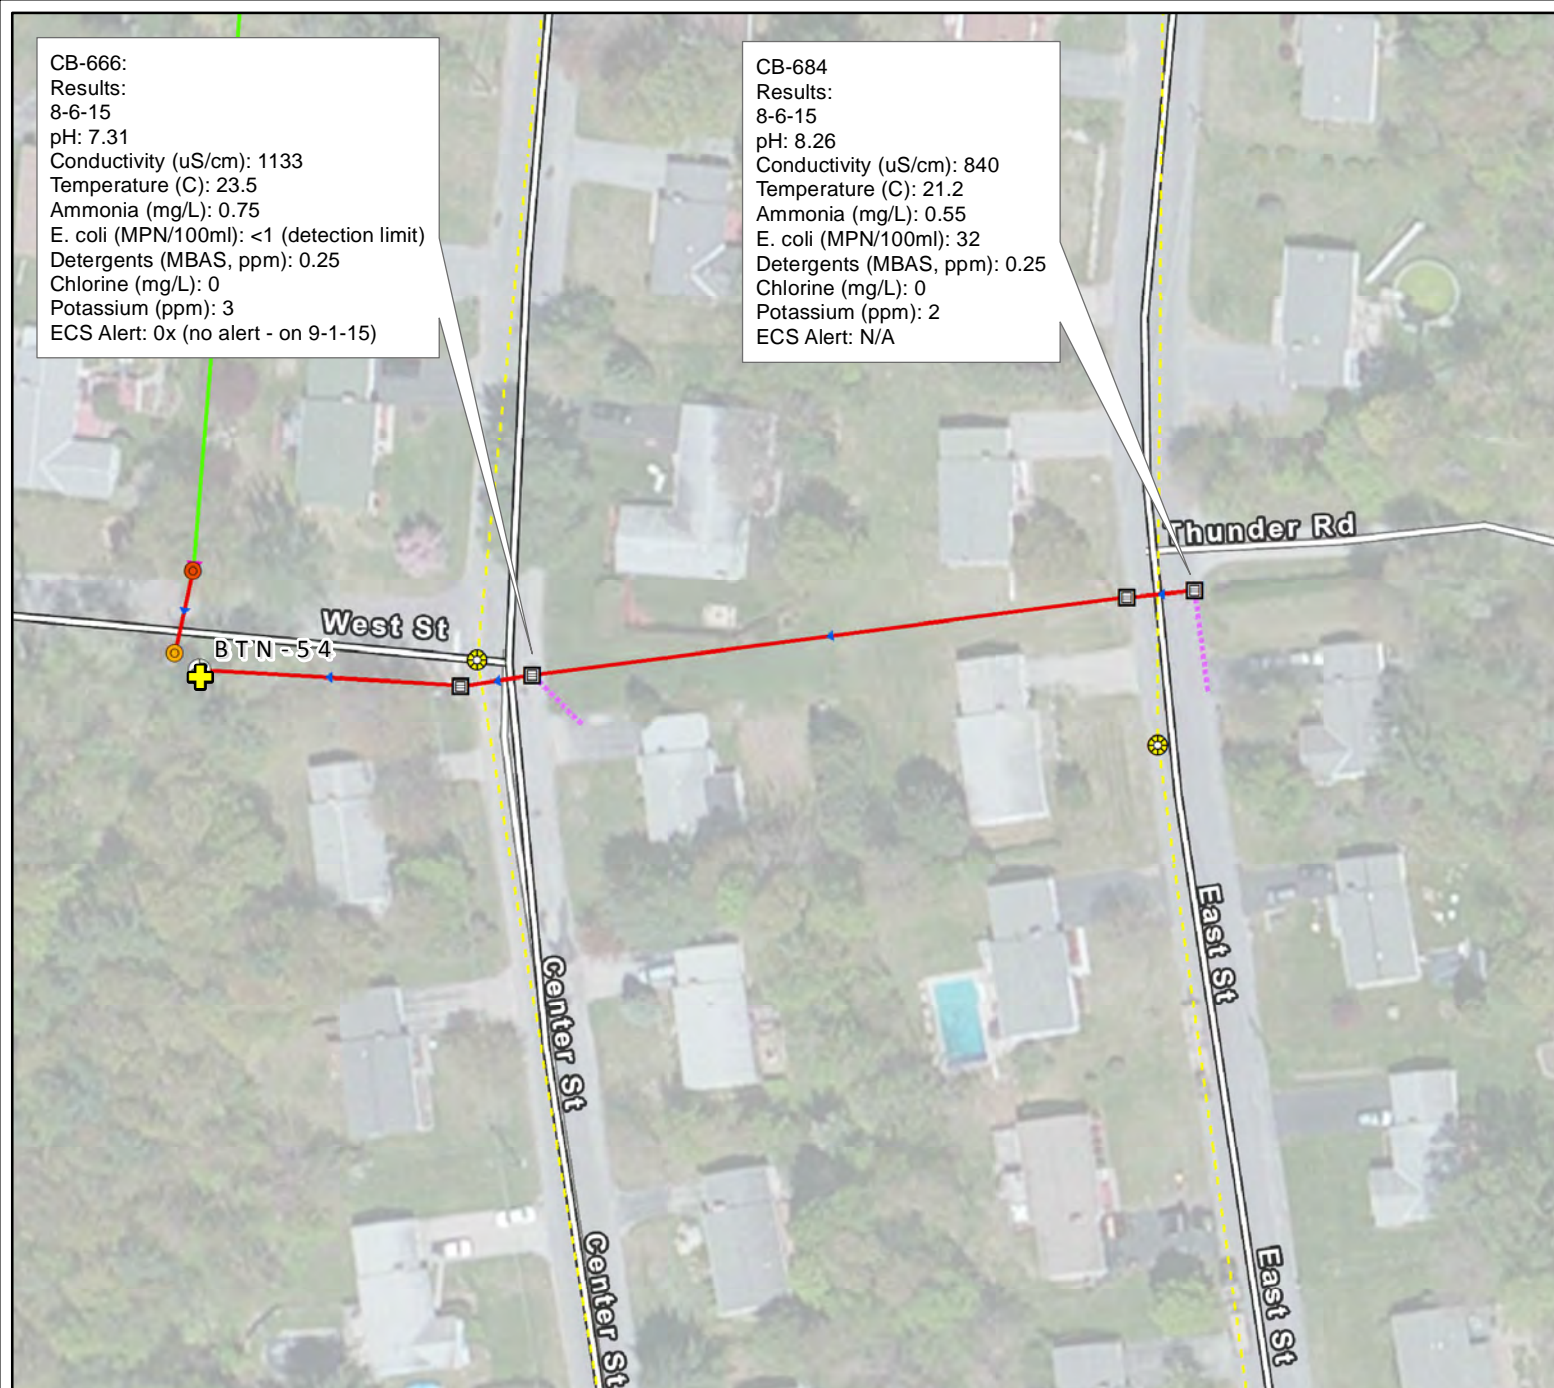 CB-666:
Results:
8-6-15
pH: 7.31
Conductivity (uS/cm): 1133
Temperature (C): 23.5
Ammonia (mg/L): 0.75
E. coli (MPN/100ml): <1 (detection limit)
Detergents (MBAS, ppm): 0.25
Chlorine (mg/L): 0
Potassium (ppm): 3
ECS Alert: 0x (no alert - on 9-1-15)
CB-684
Results:
8-6-15
pH: 8.26
Conductivity (uS/cm): 840
Temperature (C): 21.2
Ammonia (mg/L): 0.55
E. coli (MPN/100ml): 32
Detergents (MBAS, ppm): 0.25
Chlorine (mg/L): 0
Potassium (ppm): 2
ECS Alert: N/A
Thunder Rd
West St
BTN-54
East St
Center St
Center St
East St